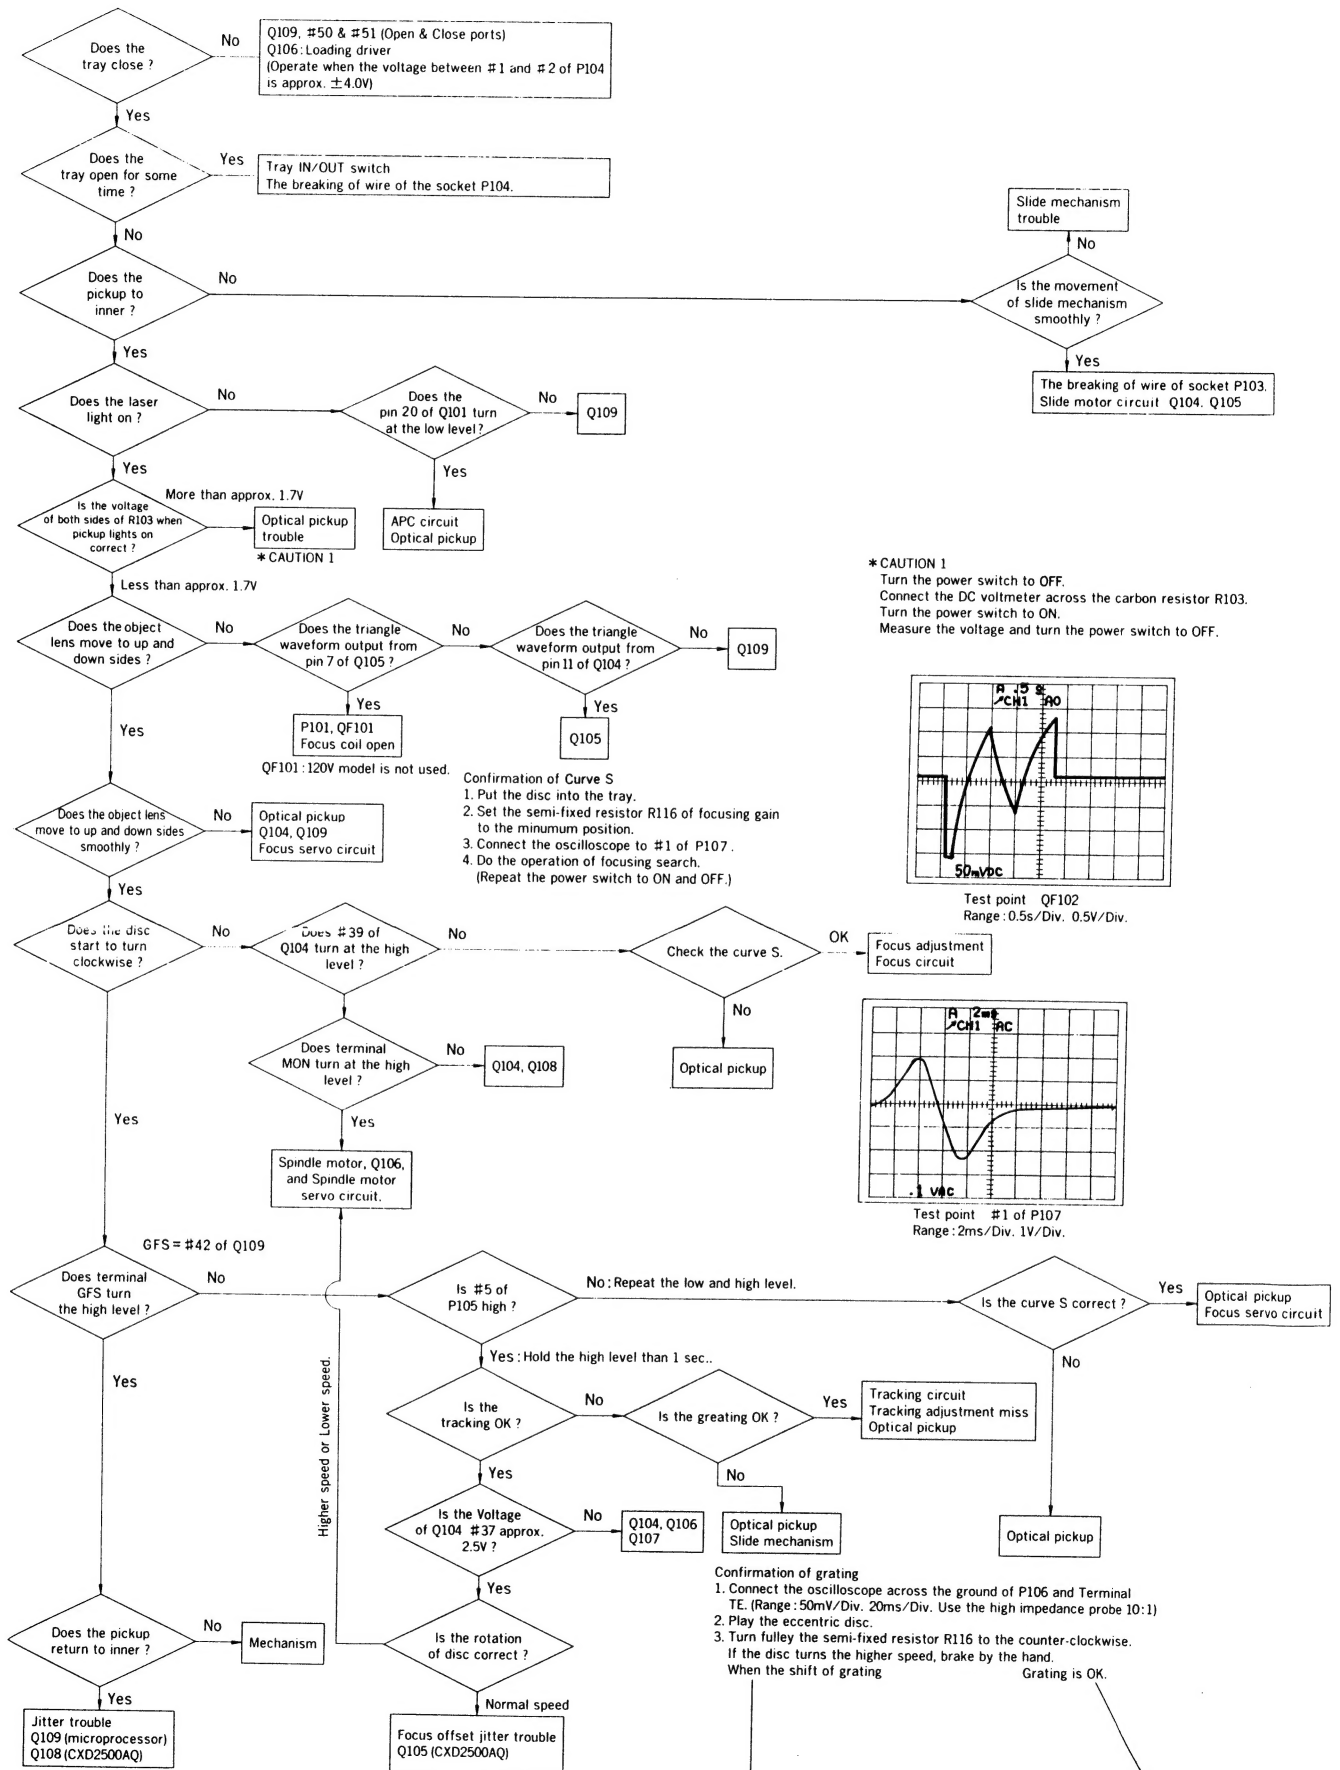 Does the
tray close ?
No
Q109, #50 & #51 (Open & Close ports)
Q106: Loading driver
(Operate when the voltage between #1 and #2 of P104
is approx. ±4.0V)
Yes
Does the
tray open for some
time ?
Yes
Tray IN/OUT switch
The breaking of wire of the socket P104.
No
Does the
pickup to
inner ?
No
Slide mechanism
trouble
No
Is the movement
of slide mechanism
smoothly ?
Yes
The breaking of wire of socket P103.
Slide motor circuit Q104. Q105
Yes
Does the laser
light on ?
No
Does the
pin 20 of Q101 turn
at the low level ?
No
Q109
Yes
APC circuit
Optical pickup
Yes
Is the voltage
of both sides of R103 when
pickup lights on
correct ?
More than approx. 1.7V
Optical pickup
trouble
*CAUTION 1
Less than approx. 1.7V
*CAUTION 1
Turn the power switch to OFF.
Connect the DC voltmeter across the carbon resistor R103.
Turn the power switch to ON.
Measure the voltage and turn the power switch to OFF.
Does the object
lens move to up and
down sides ?
No
Does the triangle
waveform output from
pin 7 of Q105 ?
No
Does the triangle
waveform output from
pin 11 of Q104 ?
No
Q109
Yes
P101, QF101
Focus coil open
QF101 : 120V model is not used.
Yes
Q105
Yes
Confirmation of Curve S
1. Put the disc into the tray.
2. Set the semi-fixed resistor R116 of focusing gain
to the minumum position.
3. Connect the oscilloscope to #1 of P107.
4. Do the operation of focusing search.
(Repeat the power switch to ON and OFF.)
A .5 s
CH1 AO
50mVDC
Test point QF102
Range : 0.5s/Div. 0.5V/Div.
Does the object lens
move to up and down sides
smoothly ?
No
Optical pickup
Q104, Q109
Focus servo circuit
Yes
Does the disc
start to turn
clockwise ?
No
Does #39 of
Q104 turn at the high
level ?
No
Check the curve S.
OK
Focus adjustment
Focus circuit
No
Optical pickup
Does terminal
MON turn at the high
level ?
No
Q104, Q108
Yes
Spindle motor, Q106,
and Spindle motor
servo circuit.
A 2ms
CH1 AC
.1 VAC
Test point #1 of P107
Range : 2ms/Div. 1V/Div.
Yes
GFS = #42 of Q109
Does terminal
GFS turn
the high level ?
No
Is #5 of
P105 high ?
No : Repeat the low and high level.
Is the curve S correct ?
Yes
Optical pickup
Focus servo circuit
No
Optical pickup
Yes : Hold the high level than 1 sec..
Is the
tracking OK ?
No
Is the greating OK ?
Yes
Tracking circuit
Tracking adjustment miss
Optical pickup
No
Optical pickup
Slide mechanism
Yes
Is the Voltage
of Q104 #37 approx.
2.5V ?
No
Q104, Q106
Q107
Yes
Is the rotation
of disc correct ?
Higher speed or Lower speed.
Normal speed
Focus offset jitter trouble
Q105 (CXD2500AQ)
Yes
Does the pickup
return to inner ?
No
Mechanism
Yes
Jitter trouble
Q109 (microprocessor)
Q108 (CXD2500AQ)
Confirmation of grating
1. Connect the oscilloscope across the ground of P106 and Terminal
TE. (Range : 50mV/Div. 20ms/Div. Use the high impedance probe 10:1)
2. Play the eccentric disc.
3. Turn fulley the semi-fixed resistor R116 to the counter-clockwise.
If the disc turns the higher speed, brake by the hand.
When the shift of grating
Grating is OK.